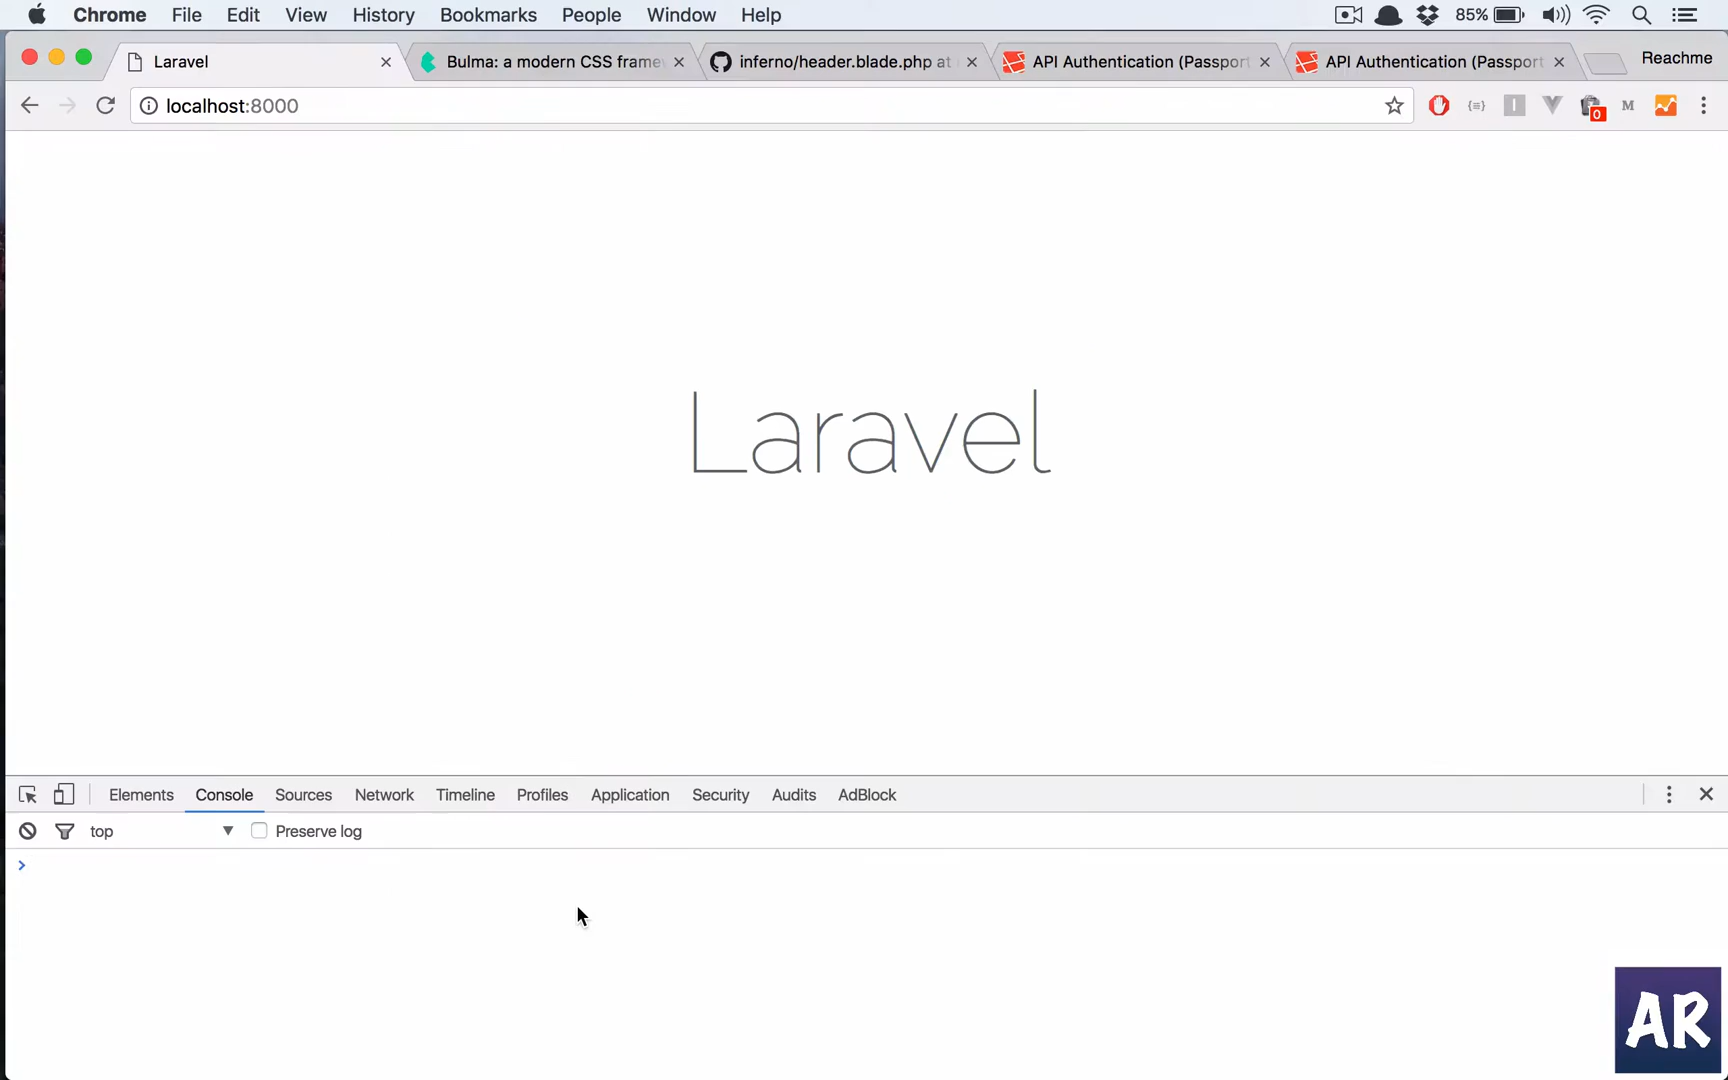 Chrome File Edit View History Bookmarks People Window Help 85%
Laravel Bulma: a modern CSS frame inferno/header.blade.php at API Authentication (Passport API Authentication (Passport Reachme
localhost:8000 0 M
Laravel
Elements Console Sources Network Timeline Profiles Application Security Audits AdBlock
top Preserve log
AR